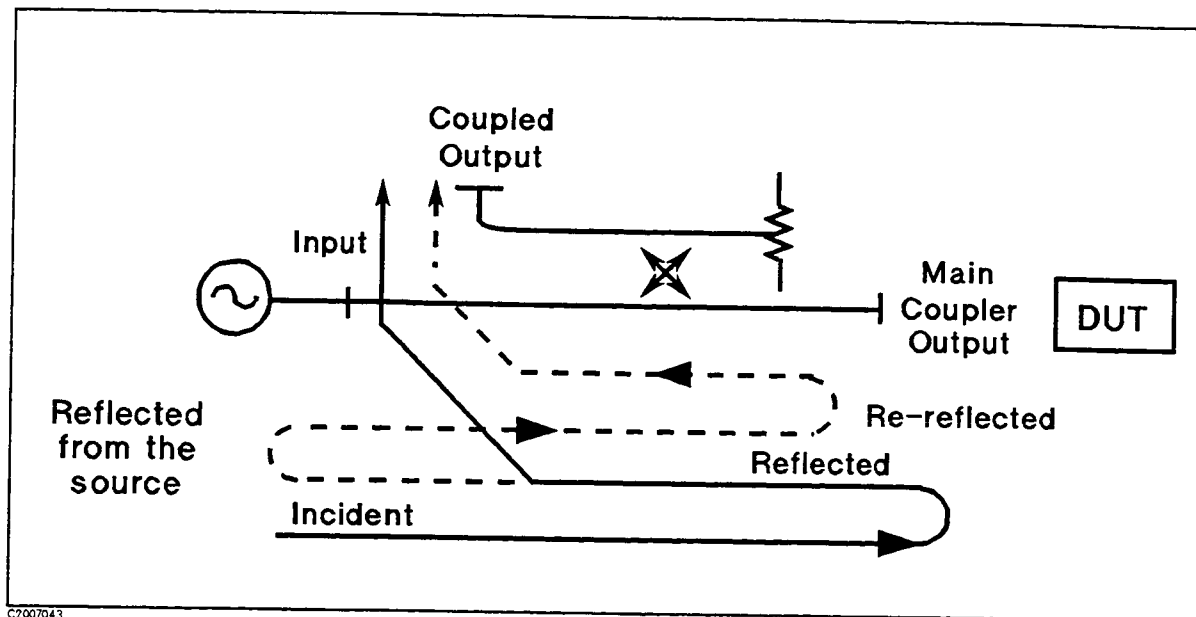 Coupled
Output
Input
Main
Coupler
Output
DUT
Reflected
from the
source
Re-reflected
Reflected
Incident
C2007043